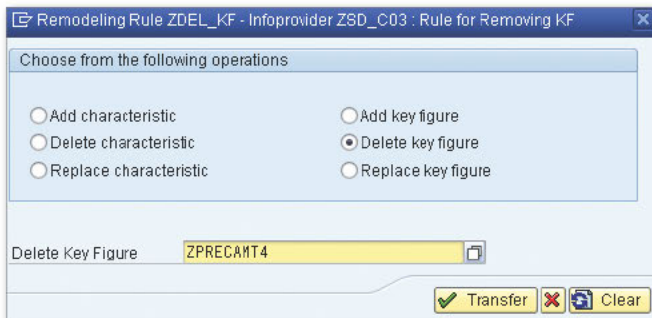 Remodeling Rule ZDEL_KF - Infoprovider ZSD_C03 : Rule for Removing KF
Choose from the following operations
Add characteristic
Add key figure
Delete characteristic
Delete key figure
Replace characteristic
Replace key figure
Delete Key Figure ZPRECAMT4
Transfer Clear